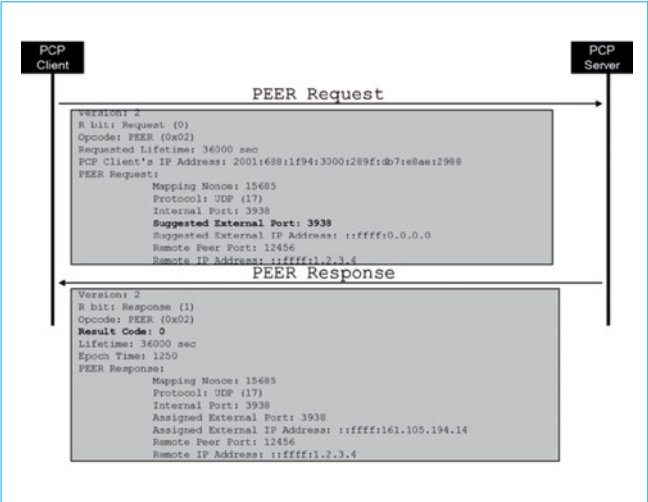 PCP
Client
PCP
Server
PEER Request
Version: 2
R bit: Request (0)
Opcode: PEER (0x02)
Requested Lifetime: 36000 sec
PCP Client's IP Address: 2001:688:1f94:3000:289f:db7:e8ae:2988
PEER Request:
Mapping Nonce: 15685
Protocol: UDP (17)
Internal Port: 3938
Suggested External Port: 3938
Suggested External IP Address: ::ffff:0.0.0.0
Remote Peer Port: 12456
Remote IP Address: ::ffff:1.2.3.4
PEER Response
Version: 2
R bit: Response (1)
Opcode: PEER (0x02)
Result Code: 0
Lifetime: 36000 sec
Epoch Time: 1250
PEER Response:
Mapping Nonce: 15685
Protocol: UDP (17)
Internal Port: 3938
Assigned External Port: 3938
Assigned External IP Address: ::ffff:161.105.194.14
Remote Peer Port: 12456
Remote IP Address: ::ffff:1.2.3.4